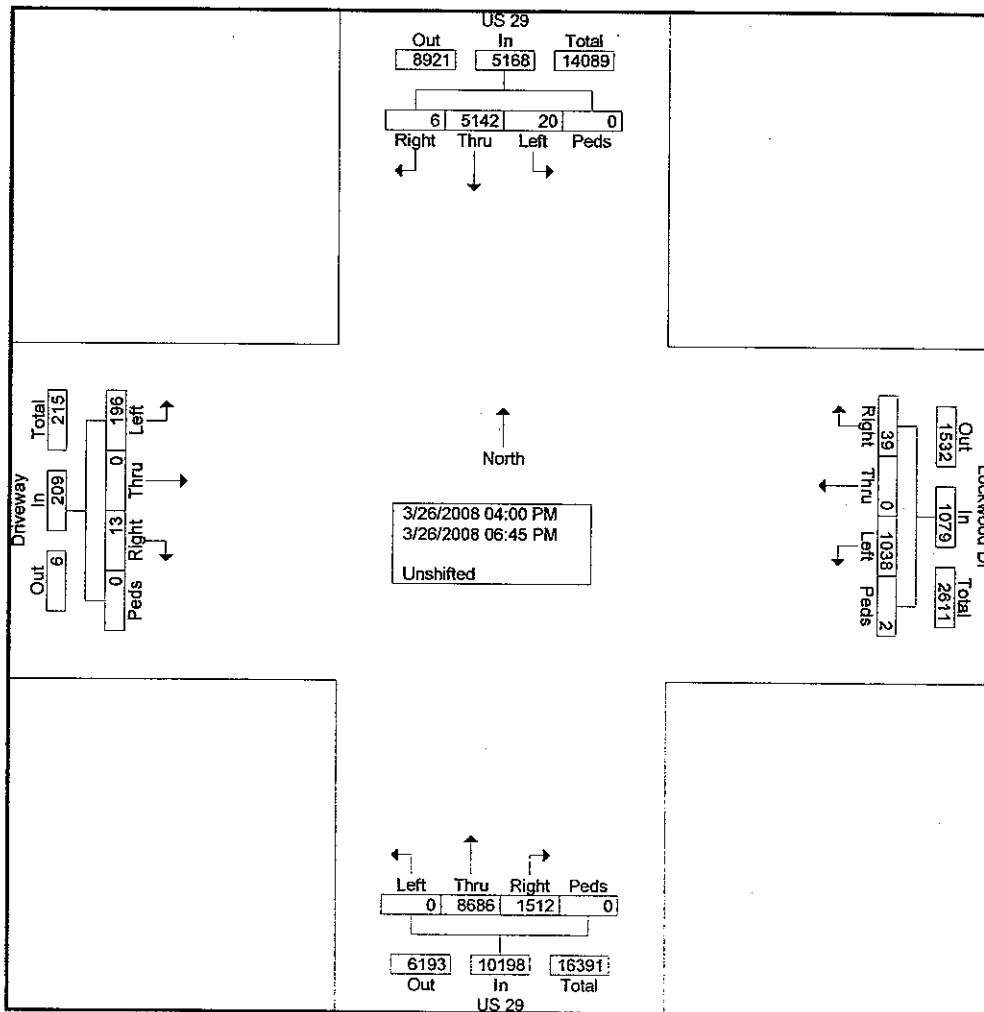 US 29
Out In Total
8921 5168 14089
6 5142 20 0
Right Thru Left Peds
Total In Out
215 209 6
Driveway
196 0 13 0
Left Thru Right Peds
North
3/26/2008 04:00 PM
3/26/2008 06:45 PM
Unshifted
Right Thru Left Peds
39 0 1038 2
Out In Total
1532 1079 2611
Left Thru Right Peds
0 8686 1512 0
6193 10198 16391
Out In Total
US 29